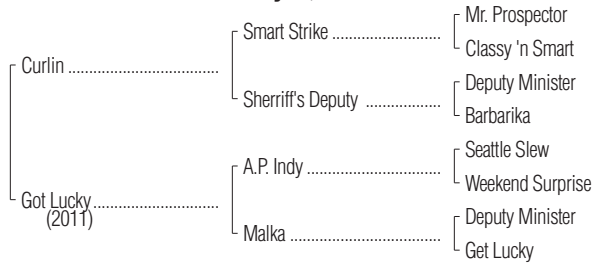 Mr. Prospector
Smart Strike ..............................
Classy 'n Smart
Curlin ..........................................
Deputy Minister
Sherriff's Deputy .....................
Barbarika
Seattle Slew
A.P. Indy .....................................
Weekend Surprise
Got Lucky ...................................
(2011)
Deputy Minister
Malka .........................................
Get Lucky